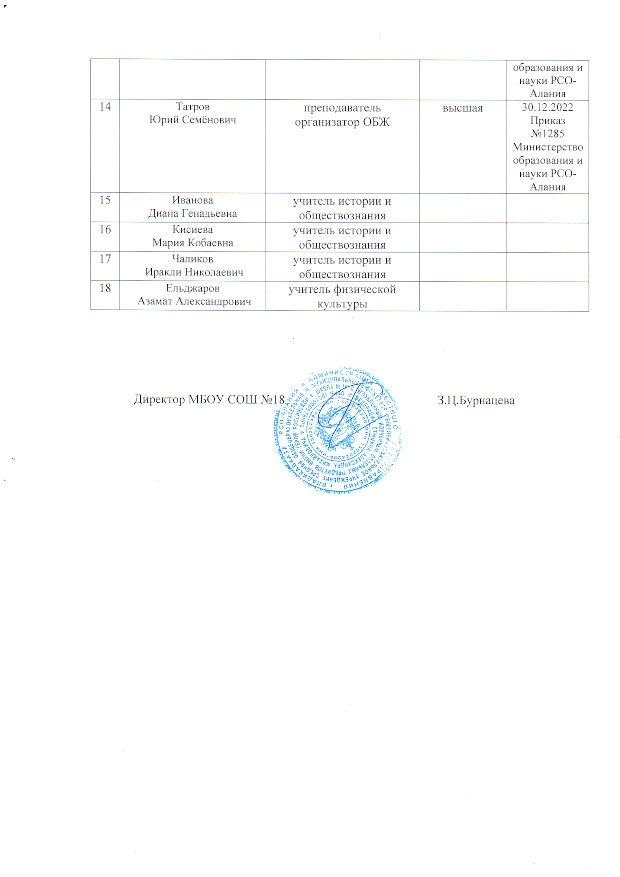 образования и
науки РСО-
Алания
14 Татров преподаватель высшая 30.12.2022
Юрий Семёнович организатор ОБЖ Приказ
№1285
Министерство
образования и
науки РСО-
Алания
15 Иванова учитель истории и
Диана Генадьевна обществознания
16 Кисиева учитель истории и
Мария Кобаевна обществознания
17 Чаликов учитель истории и
Иракли Николаевич обществознания
18 Ельджаров учитель физической
Азамат Александрович культуры
Директор МБОУ СОШ №18 З.Ц.Бурнацева